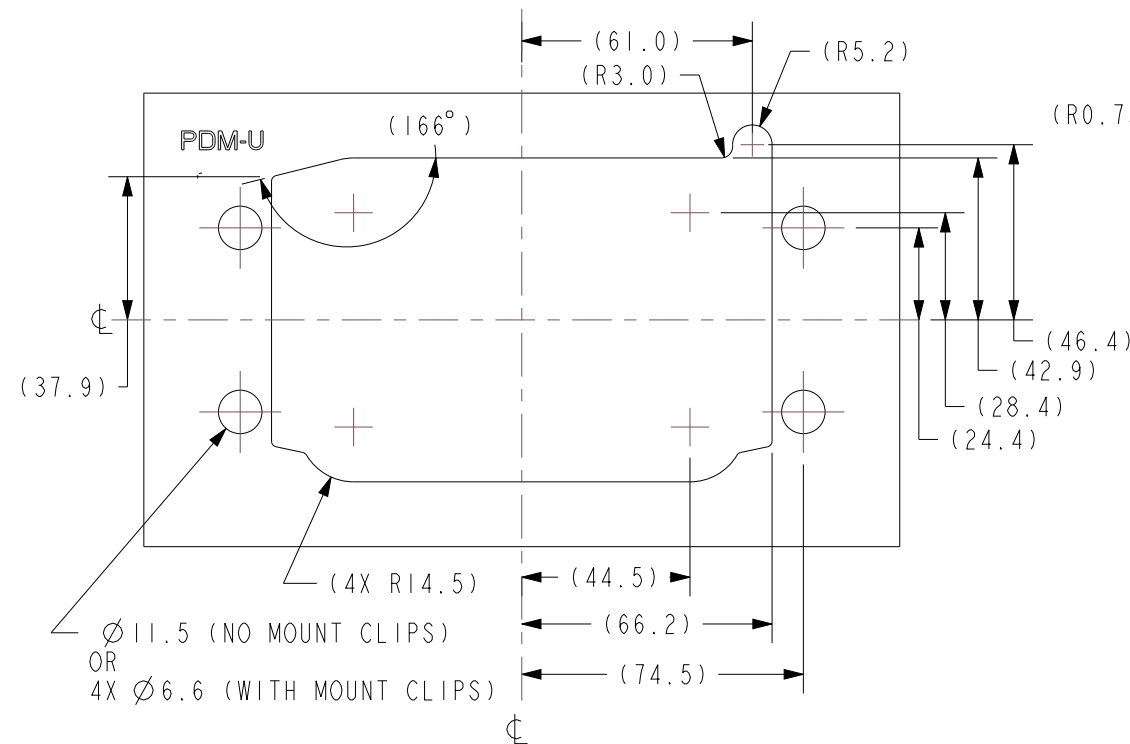 (61.0)
(R5.2)
(R3.0)
(R0.7
(166°)
PDM-U
(46.4)
(37.9)
(42.9)
(28.4)
(24.4)
(4X R14.5)
(44.5)
Ø11.5 (NO MOUNT CLIPS)
(66.2)
OR
(74.5)
4X Ø6.6 (WITH MOUNT CLIPS)